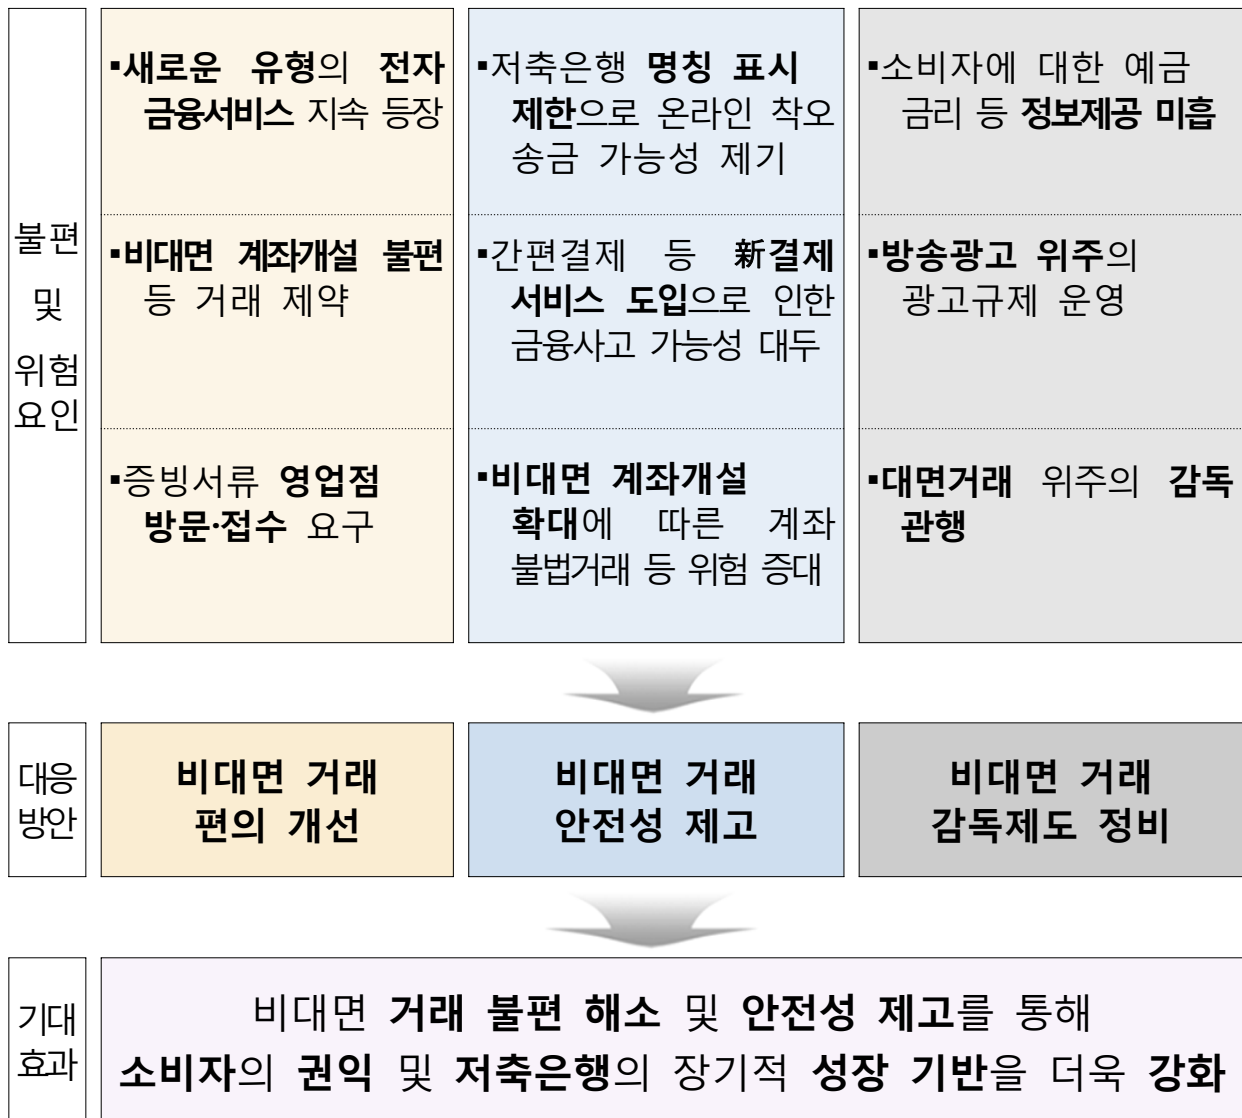 불편
및
위험
요인
▪새로운 유형의 전자
금융서비스 지속 등장
▪비대면 계좌개설 불편
등 거래 제약
▪증빙서류 영업점
방문·접수 요구
▪저축은행 명칭 표시
제한으로 온라인 착오
송금 가능성 제기
▪간편결제 등 新결제
서비스 도입으로 인한
금융사고 가능성 대두
▪비대면 계좌개설
확대에 따른 계좌
불법거래 등 위험 증대
▪소비자에 대한 예금
금리 등 정보제공 미흡
▪방송광고 위주의
광고규제 운영
▪대면거래 위주의 감독
관행
대응
방안
비대면 거래
편의 개선
비대면 거래
안전성 제고
비대면 거래
감독제도 정비
기대
효과
비대면 거래 불편 해소 및 안전성 제고를 통해
소비자의 권익 및 저축은행의 장기적 성장 기반을 더욱 강화